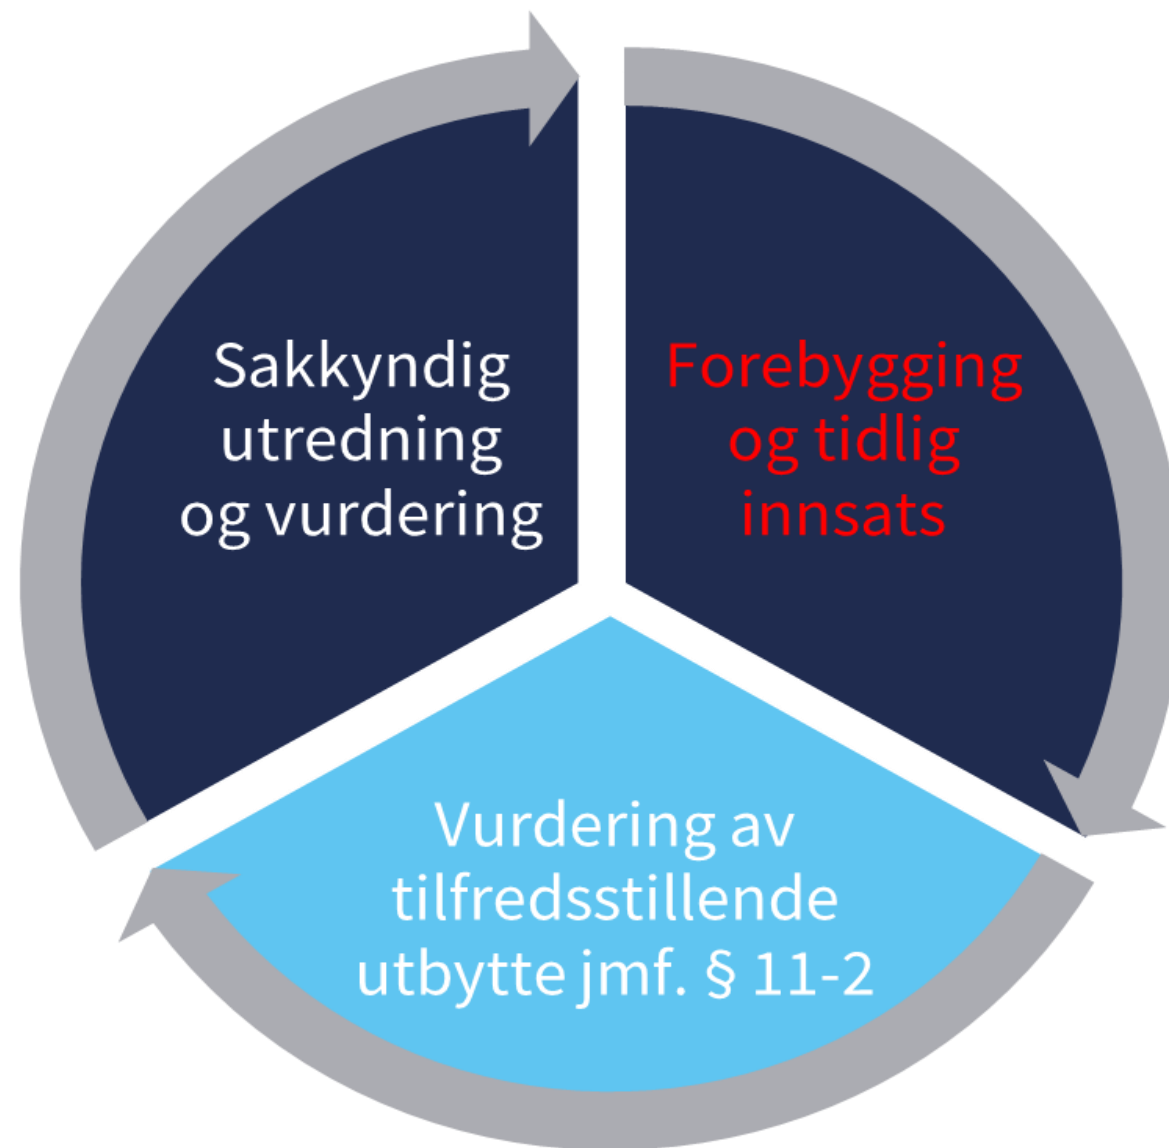 Sakkyndig
utredning
og vurdering
Forebygging
og tidlig
innsats
Vurdering av
tilfredsstillende
utbytte jmf. § 11-2